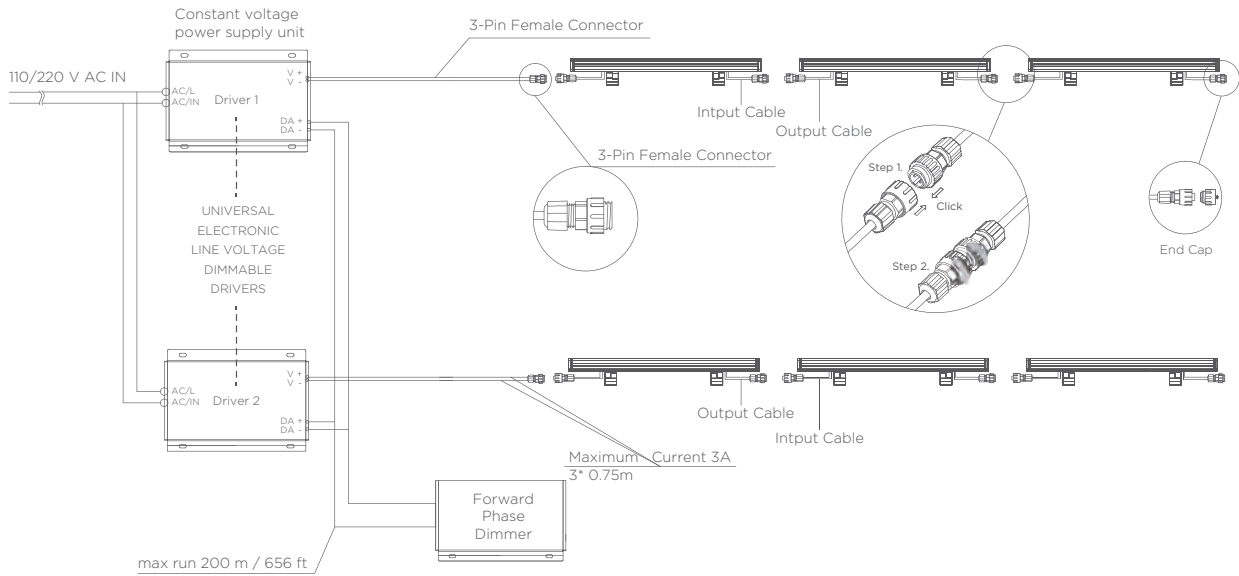 Constant voltage
power supply unit
3-Pin Female Connector
110/220 V AC IN
V +
V -
AC/L
AC/IN
Driver 1
DA +
DA -
Intput Cable
Output Cable
3-Pin Female Connector
Step 1.
Click
Step 2.
End Cap
UNIVERSAL
ELECTRONIC
LINE VOLTAGE
DIMMABLE
DRIVERS
V +
V -
AC/L
AC/IN
Driver 2
DA +
DA -
Output Cable
Intput Cable
Maximum Current 3A
3* 0.75m
Forward
Phase
Dimmer
max run 200 m / 656 ft